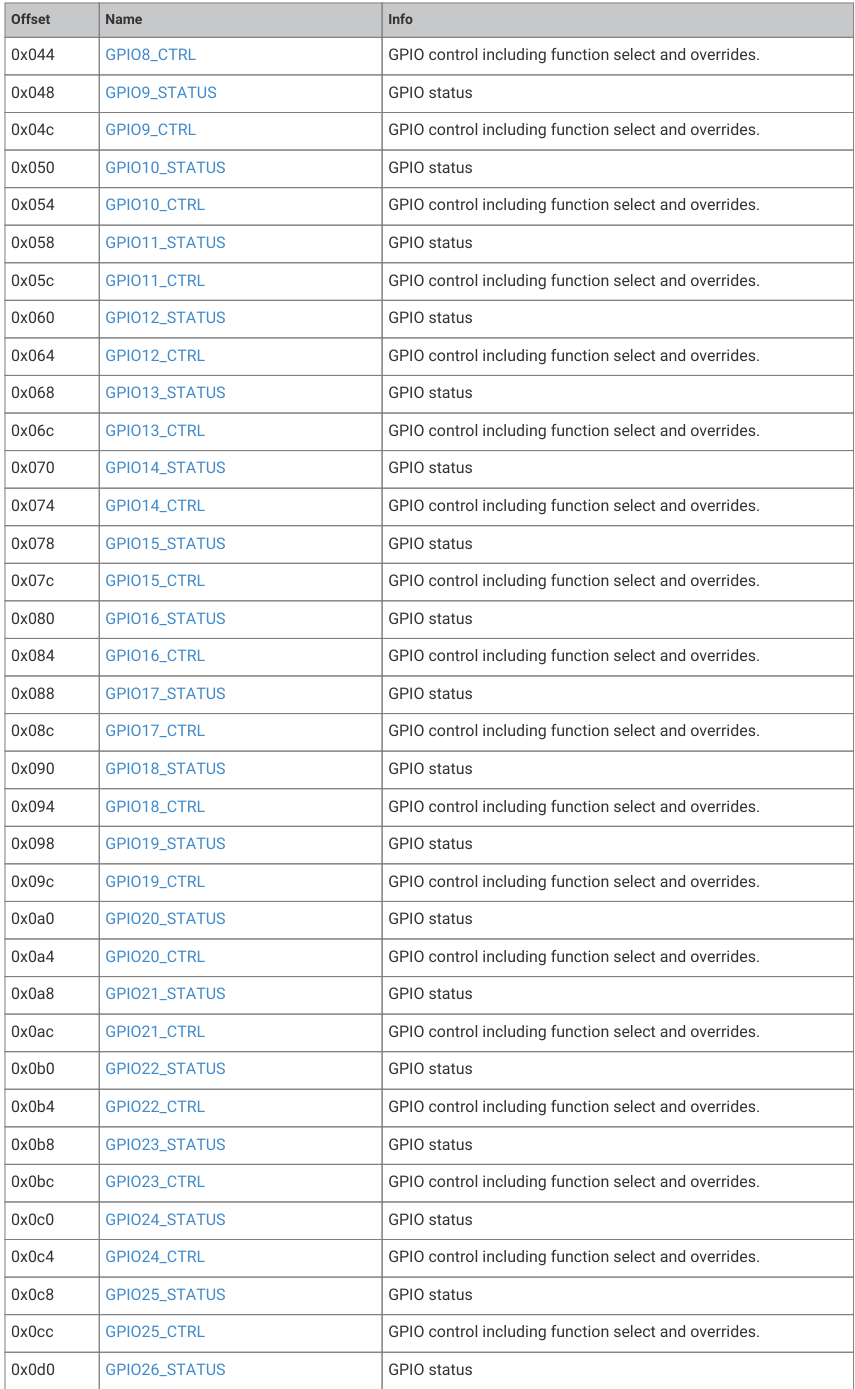 Offset Name Info
0x044 GPIO8_CTRL GPIO control including function select and overrides.
0x048 GPIO9_STATUS GPIO status
0x04c GPIO9_CTRL GPIO control including function select and overrides.
0x050 GPIO10_STATUS GPIO status
0x054 GPIO10_CTRL GPIO control including function select and overrides.
0x058 GPIO11_STATUS GPIO status
0x05c GPIO11_CTRL GPIO control including function select and overrides.
0x060 GPIO12_STATUS GPIO status
0x064 GPIO12_CTRL GPIO control including function select and overrides.
0x068 GPIO13_STATUS GPIO status
0x06c GPIO13_CTRL GPIO control including function select and overrides.
0x070 GPIO14_STATUS GPIO status
0x074 GPIO14_CTRL GPIO control including function select and overrides.
0x078 GPIO15_STATUS GPIO status
0x07c GPIO15_CTRL GPIO control including function select and overrides.
0x080 GPIO16_STATUS GPIO status
0x084 GPIO16_CTRL GPIO control including function select and overrides.
0x088 GPIO17_STATUS GPIO status
0x08c GPIO17_CTRL GPIO control including function select and overrides.
0x090 GPIO18_STATUS GPIO status
0x094 GPIO18_CTRL GPIO control including function select and overrides.
0x098 GPIO19_STATUS GPIO status
0x09c GPIO19_CTRL GPIO control including function select and overrides.
0x0a0 GPIO20_STATUS GPIO status
0x0a4 GPIO20_CTRL GPIO control including function select and overrides.
0x0a8 GPIO21_STATUS GPIO status
0x0ac GPIO21_CTRL GPIO control including function select and overrides.
0x0b0 GPIO22_STATUS GPIO status
0x0b4 GPIO22_CTRL GPIO control including function select and overrides.
0x0b8 GPIO23_STATUS GPIO status
0x0bc GPIO23_CTRL GPIO control including function select and overrides.
0x0c0 GPIO24_STATUS GPIO status
0x0c4 GPIO24_CTRL GPIO control including function select and overrides.
0x0c8 GPIO25_STATUS GPIO status
0x0cc GPIO25_CTRL GPIO control including function select and overrides.
0x0d0 GPIO26_STATUS GPIO status